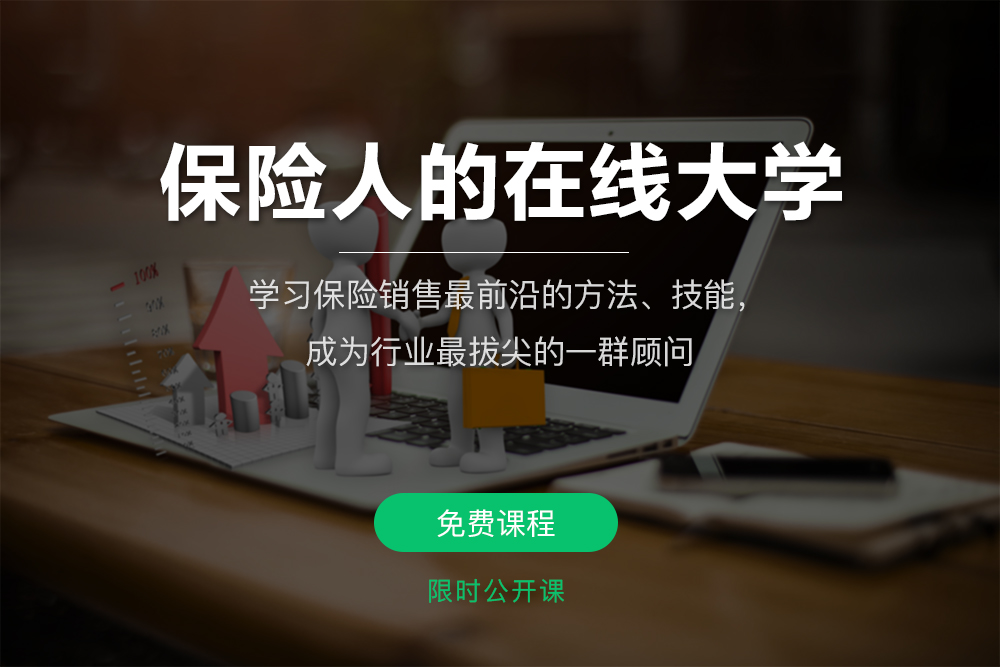 保险人的在线大学
学习保险销售最前沿的方法、技能，
成为行业最拔尖的一群顾问
100%
免费课程
限时公开课